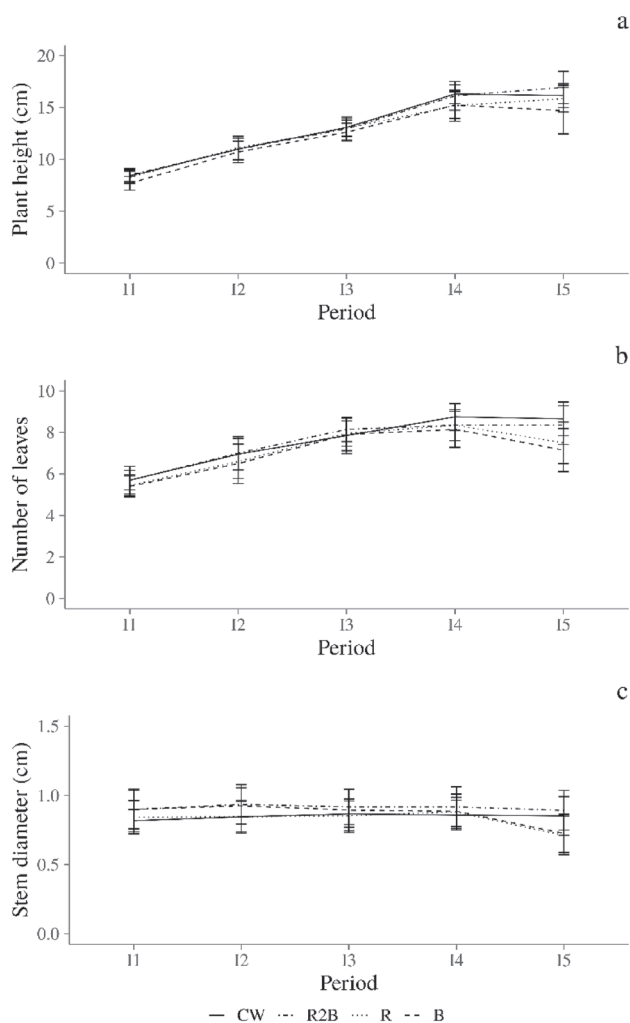 a
20
15
10
5
0
Plant height (cm)
I1 I2 I3 I4 I5
Period
b
10
8
6
4
2
0
Number of leaves
I1 I2 I3 I4 I5
Period
c
1.5
1.0
0.5
0.0
Stem diameter (cm)
I1 I2 I3 I4 I5
Period
CW R2B R B